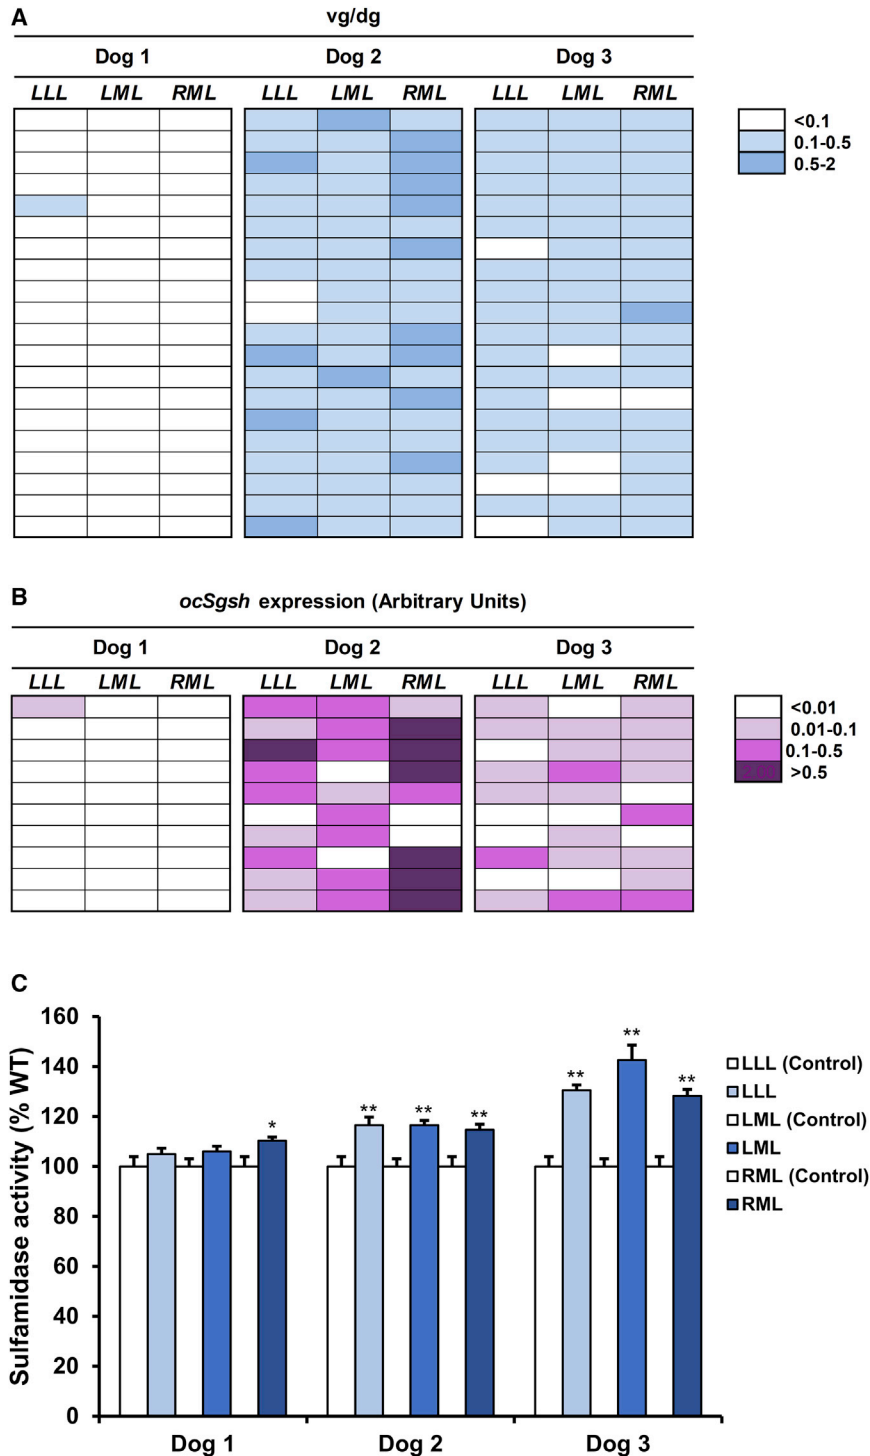 A
vg/dg
Dog 1 Dog 2 Dog 3
LLL LML RML LLL LML RML LLL LML RML
<0.1
0.1-0.5
0.5-2
B
ocSgsh expression (Arbitrary Units)
Dog 1 Dog 2 Dog 3
LLL LML RML LLL LML RML LLL LML RML
<0.01
0.01-0.1
0.1-0.5
>0.5
C
Sulfamidase activity (% WT)
160
140
120
100
80
60
40
20
0
* ** ** ** ** ** **
LLL (Control)
LLL
LML (Control)
LML
RML (Control)
RML
Dog 1 Dog 2 Dog 3